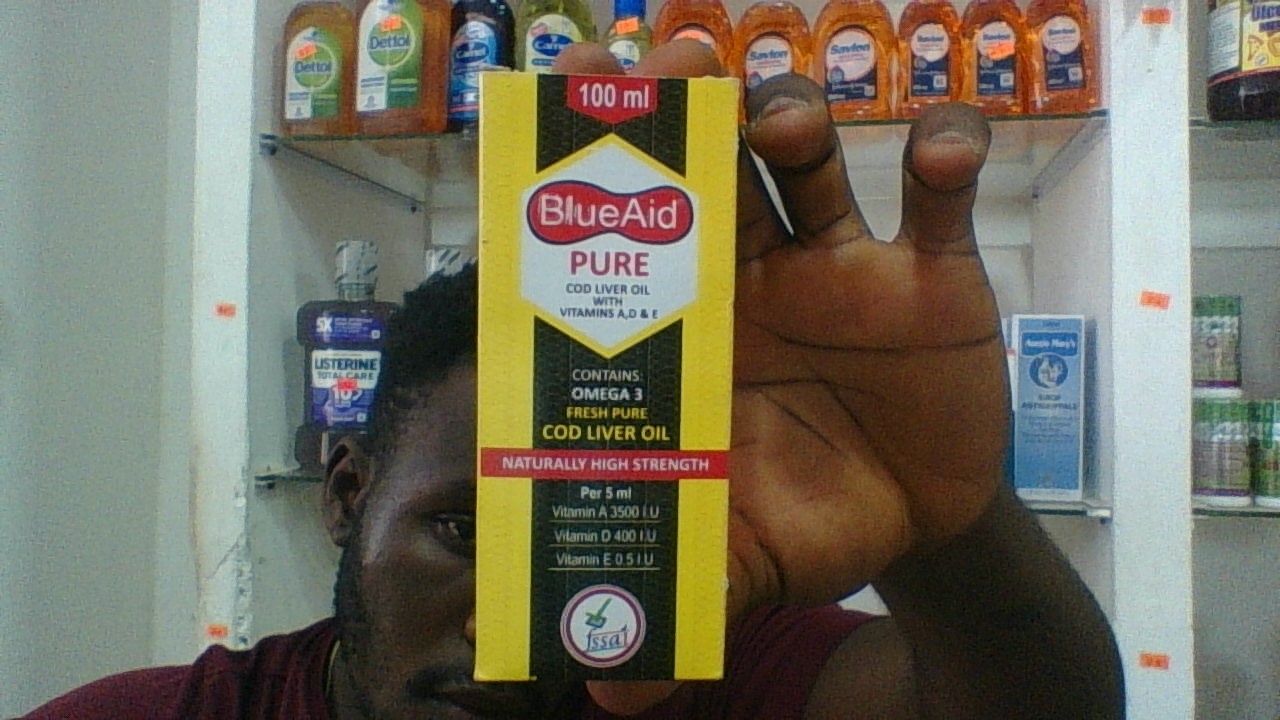 100 ml
BlueAid
PURE
COD LIVER OIL
WITH
VITAMINS A,D & E
CONTAINS:
OMEGA 3
FRESH PURE
COD LIVER OIL
NATURALLY HIGH STRENGTH
Per 5 ml
Vitamin A 3500 I.U
Vitamin D 400 I.U
Vitamin E 0.5 I.U
Dettol
Dettol
Savlon
Savlon
Savlon
Savlon
5X
LISTERINE
TOTAL CARE